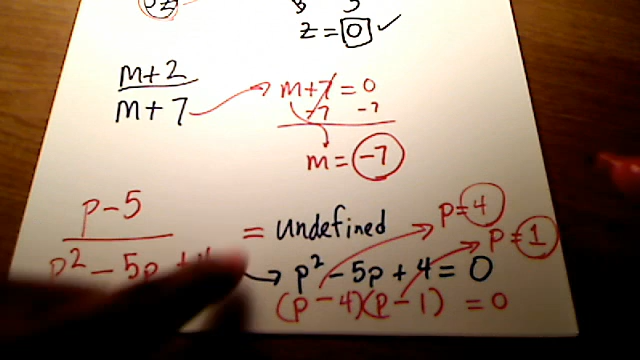 z = 0 ✓
m+2
m+7
m+7 = 0
-7 -7
m = -7
p-5
= undefined
p = 4
p = 1
p² - 5p + 4 = 0
(p - 4)(p - 1) = 0